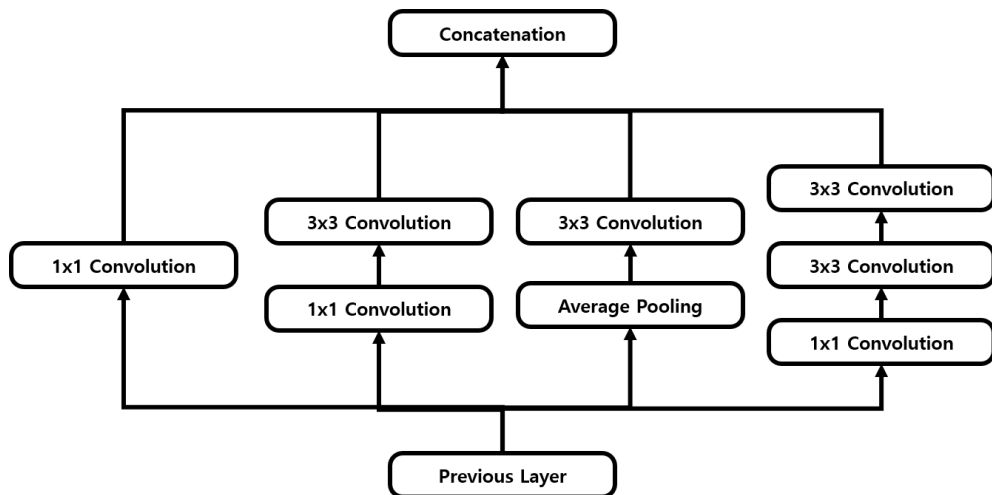 Concatenation
3x3 Convolution
3x3 Convolution
3x3 Convolution
1x1 Convolution
3x3 Convolution
1x1 Convolution
Average Pooling
1x1 Convolution
Previous Layer